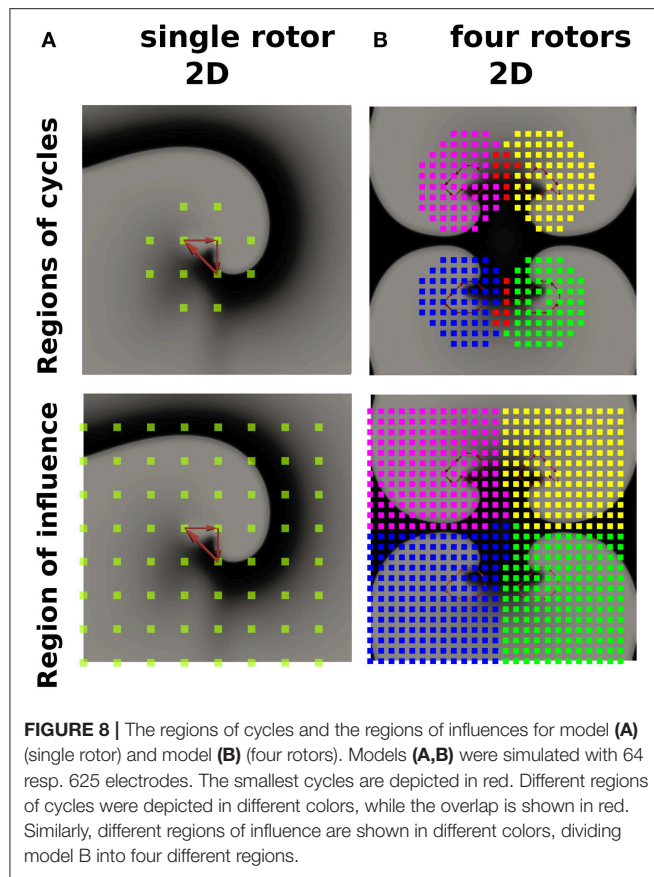 A single rotor B four rotors
2D 2D
Regions of cycles
Region of influence
FIGURE 8 | The regions of cycles and the regions of influences for model (A)
(single rotor) and model (B) (four rotors). Models (A,B) were simulated with 64
resp. 625 electrodes. The smallest cycles are depicted in red. Different regions
of cycles were depicted in different colors, while the overlap is shown in red.
Similarly, different regions of influence are shown in different colors, dividing
model B into four different regions.